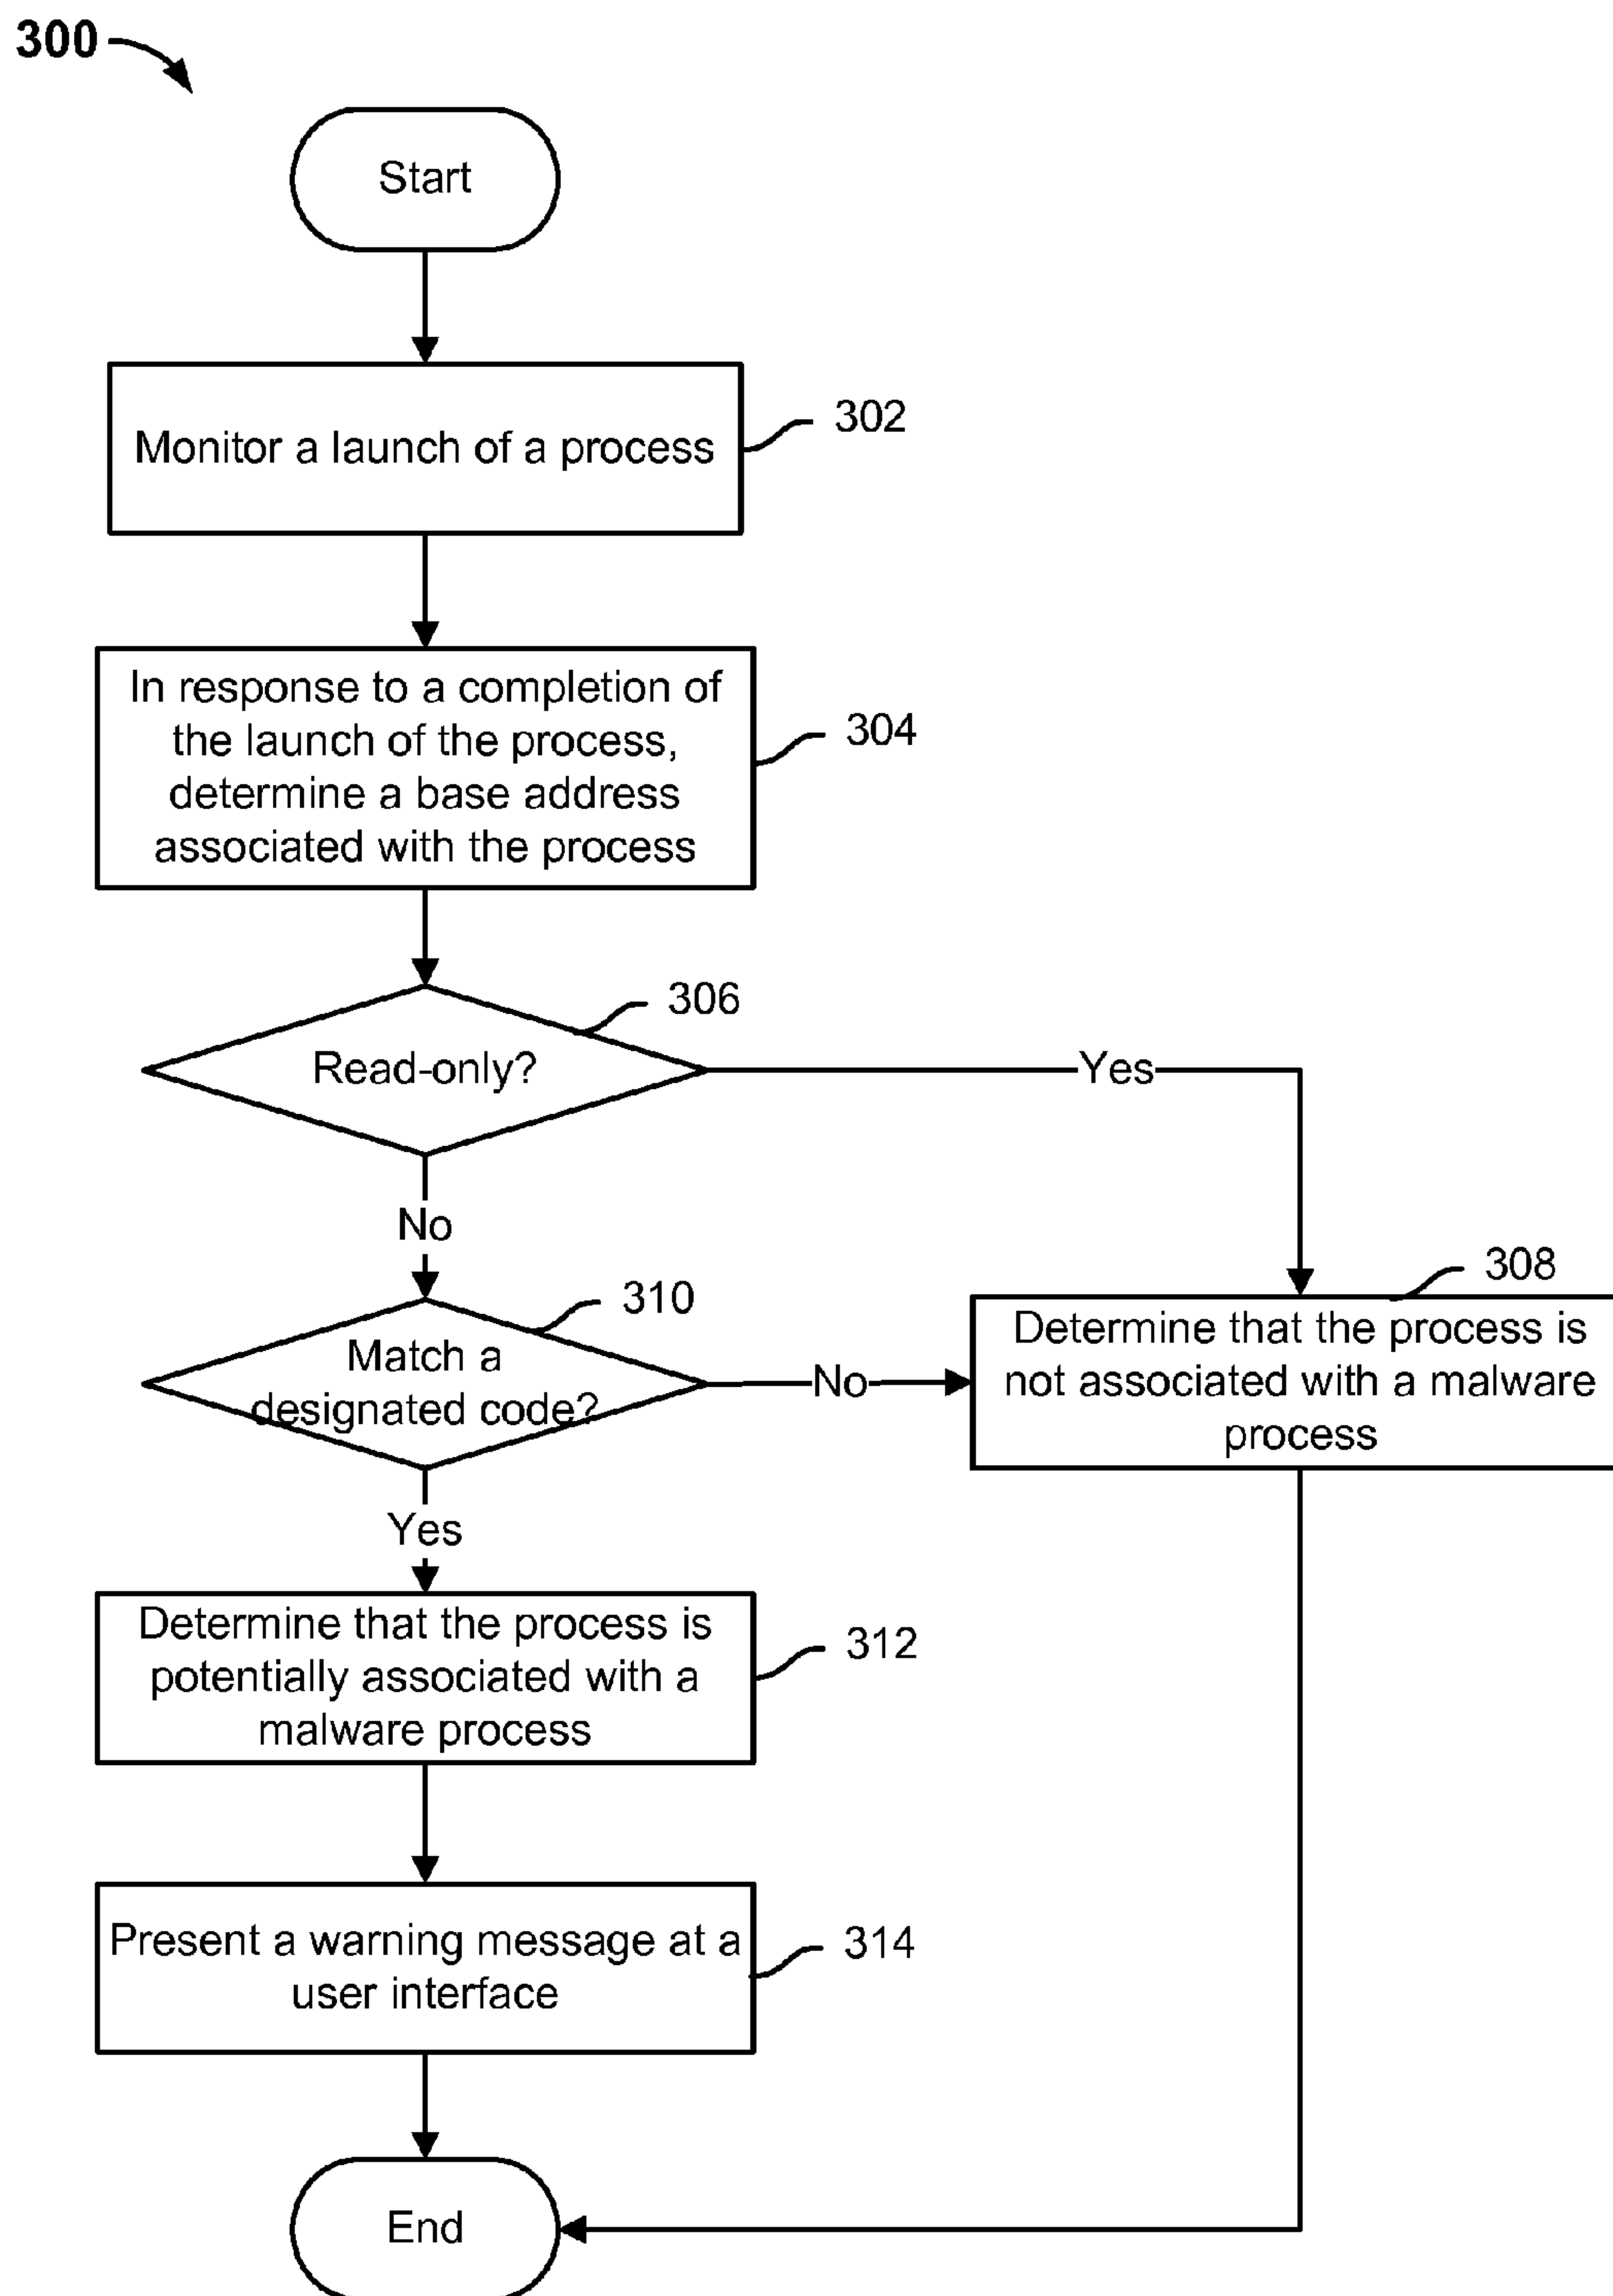 300
Start
Monitor a launch of a process
302
In response to a completion of
the launch of the process,
determine a base address
associated with the process
304
306
Read-only?
Yes
No
310
308
Match a
designated code?
No
Determine that the process is
not associated with a malware
process
Yes
Determine that the process is
potentially associated with a
malware process
312
Present a warning message at a
user interface
314
End